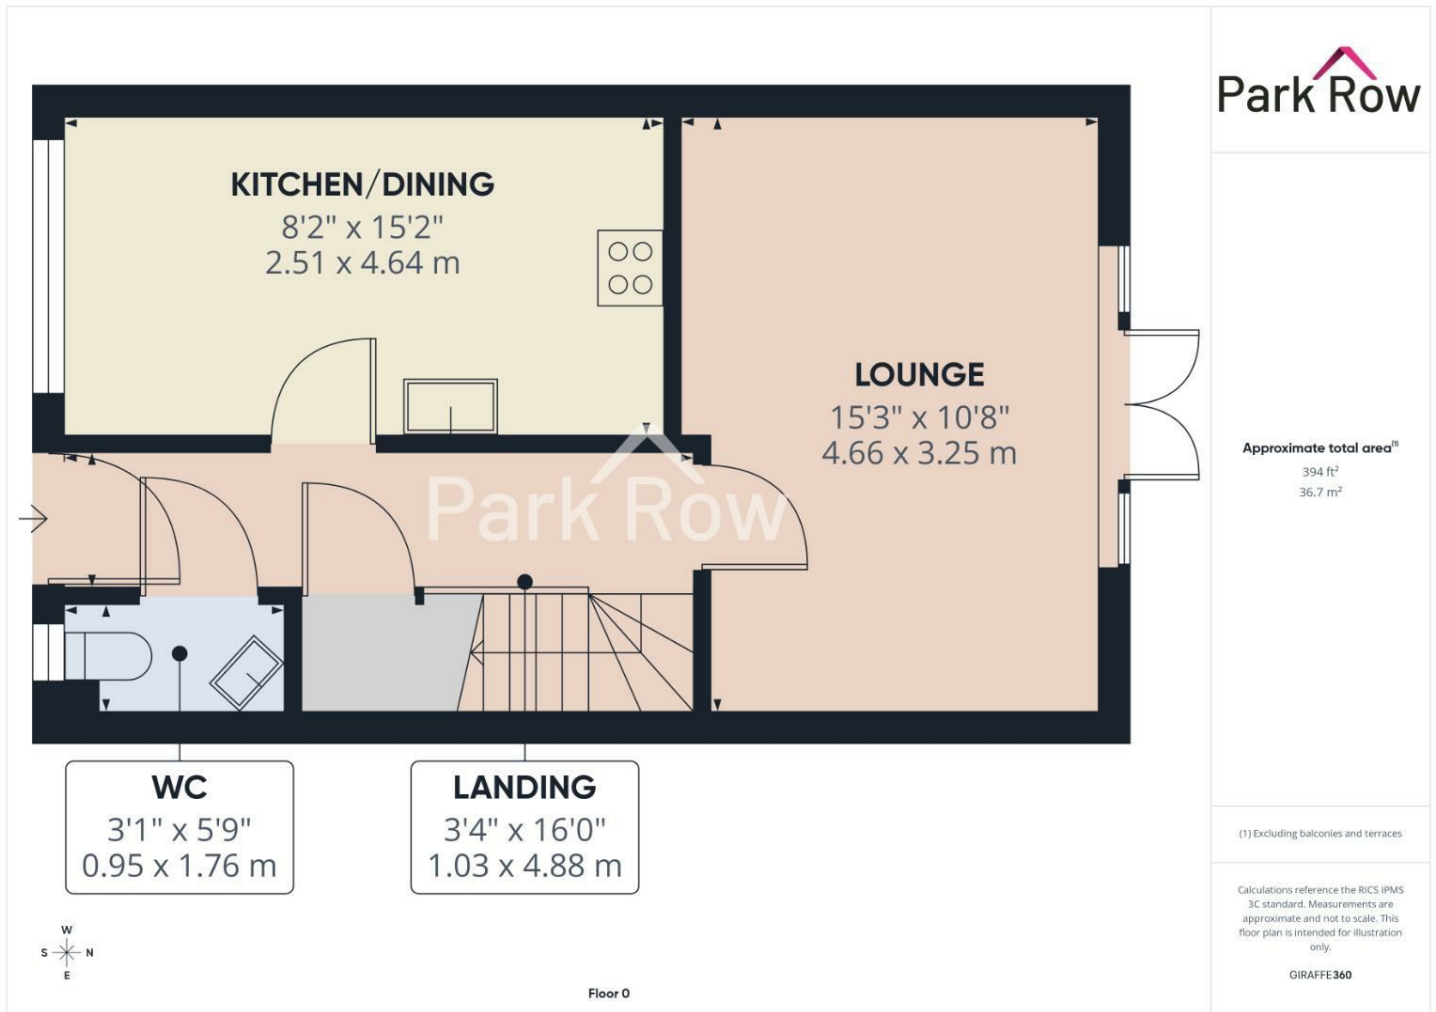 KITCHEN/DINING
8'2" x 15'2"
2.51 x 4.64 m
LOUNGE
15'3" x 10'8"
4.66 x 3.25 m
Park Row
WC
3'1" x 5'9"
0.95 x 1.76 m
LANDING
3'4" x 16'0"
1.03 x 4.88 m
W
S N
E
Floor 0
Park Row
Approximate total area(1)
394 ft²
36.7 m²
(1) Excluding balconies and terraces
Calculations reference the RICS IPMS
3C standard. Measurements are
approximate and not to scale. This
floor plan is intended for illustration
only.
GIRAFFE360